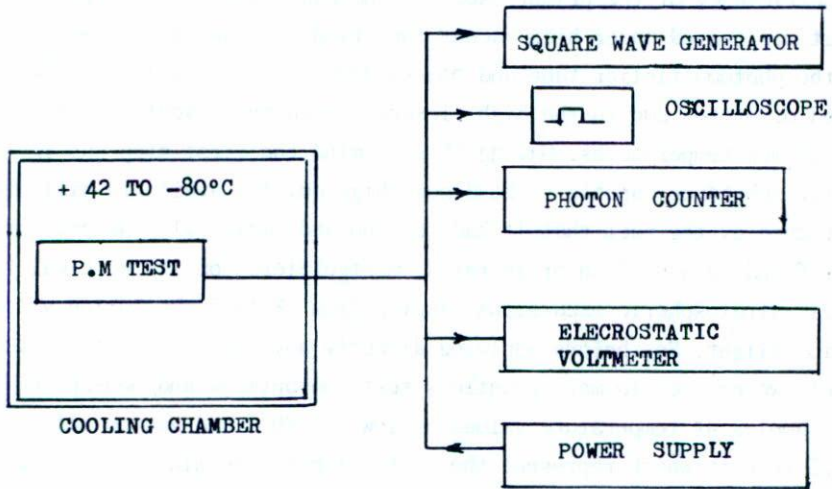 SQUARE WAVE GENERATOR
OSCILLOSCOPE
+ 42 TO -80°C
PHOTON COUNTER
P.M TEST
ELECROSTATIC
VOLTMETER
COOLING CHAMBER
POWER SUPPLY